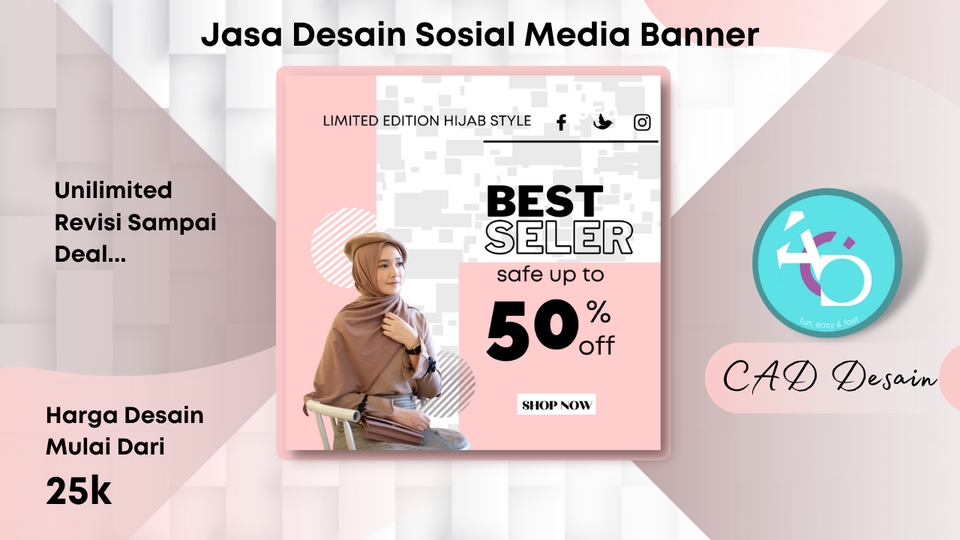 Jasa Desain Sosial Media Banner
LIMITED EDITION HIJAB STYLE
Unilimited
Revisi Sampai
Deal...
BEST
SELER
safe up to
50%
off
SHOP NOW
fun, easy & fast
CAD Desain
Harga Desain
Mulai Dari
25k